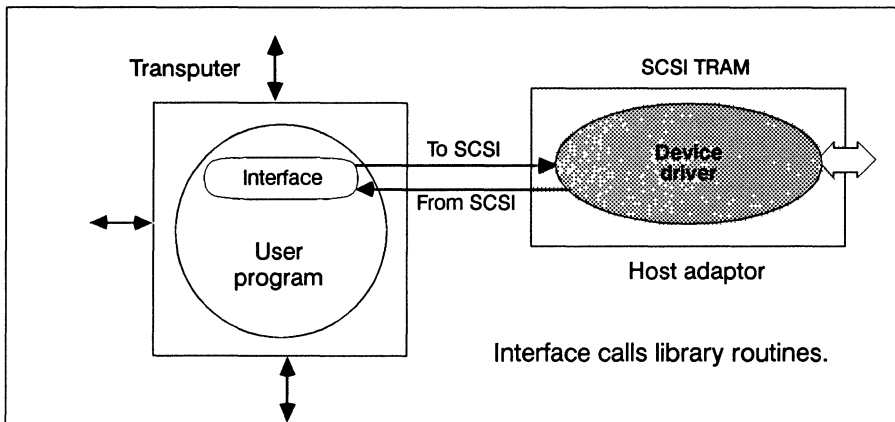 Transputer
SCSI TRAM
To SCSI
Interface
Device
driver
From SCSI
User
program
Host adaptor
Interface calls library routines.